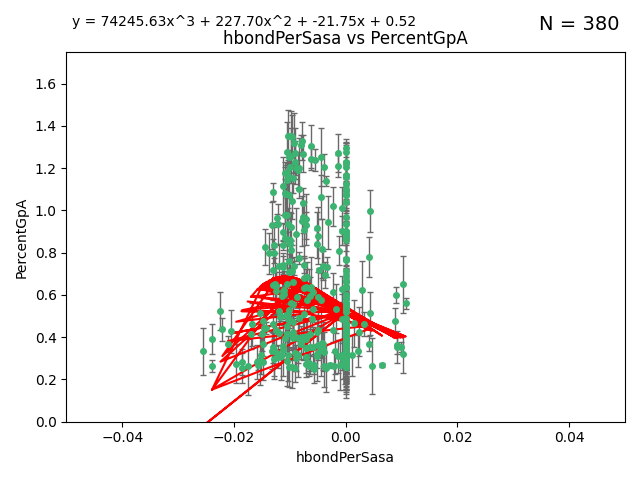 y = 74245.63x^3 + 227.70x^2 + -21.75x + 0.52
N = 380
hbondPerSasa vs PercentGpA
PercentGpA
1.6
1.4
1.2
1.0
0.8
0.6
0.4
0.2
0.0
−0.04 −0.02 0.00 0.02 0.04
hbondPerSasa